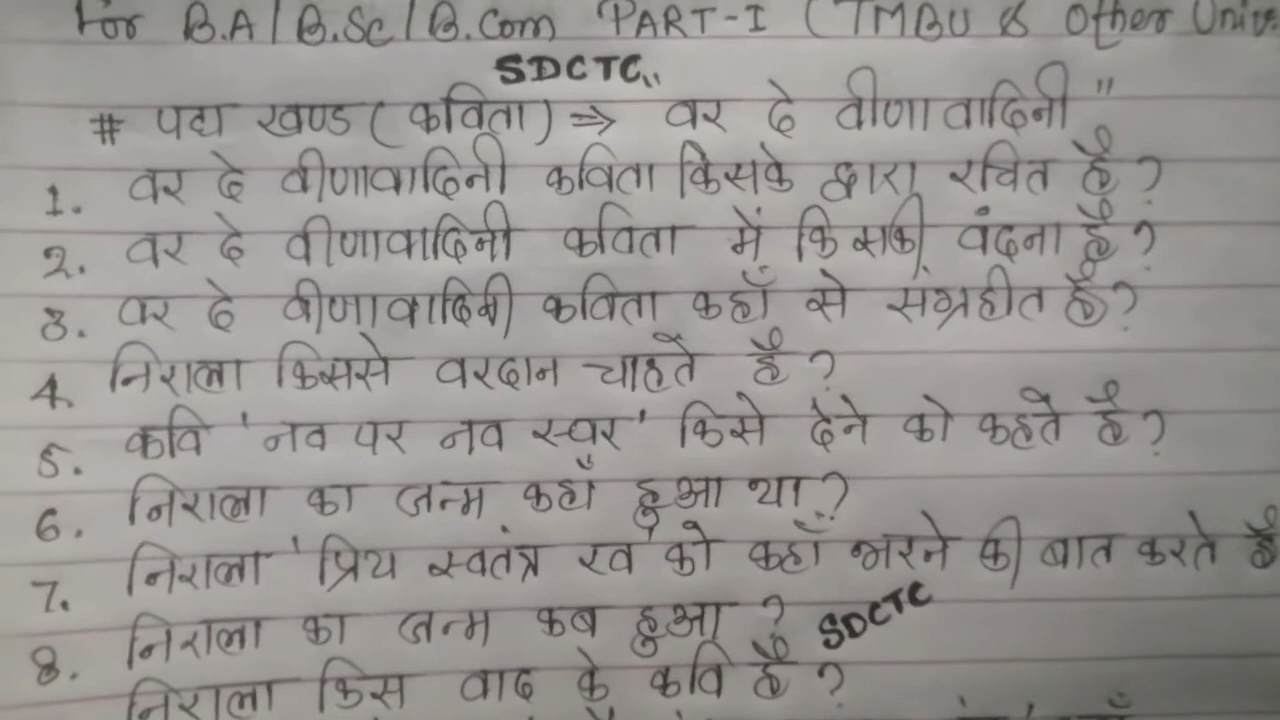 For B.A / B.Sc / B.Com PART-I ( TMBU & Other Univ.
SDCTC,,
# पद्य खण्ड ( कविता ) ⇒ वर दे वीणावादिनी "
1. वर दे वीणावादिनी कविता किसके द्वारा रचित है ?
2. वर दे वीणावादिनी कविता में किसकी वंदना है ?
3. वर दे वीणावादिनी कविता कहाँ से संग्रहीत है ?
4. निराला किससे वरदान चाहते है ?
5. कवि ' नव पर नव स्वर ' किसे देने को कहते है ?
6. निराला का जन्म कहाँ हुआ था ?
7. निराला ' प्रिय स्वतंत्र रव को कहाँ भरने की बात करते है
8. निराला का जन्म कब हुआ ? SDCTC
निराला किस वाद के कवि है ?